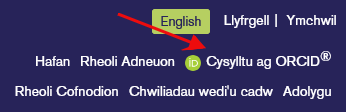 English Llyfrgell | Ymchwil
Hafan Rheoli Adneuon iD Cysylltu ag ORCID®
Rheoli Cofnodion Chwiliadau wedi'u cadw Adolygu